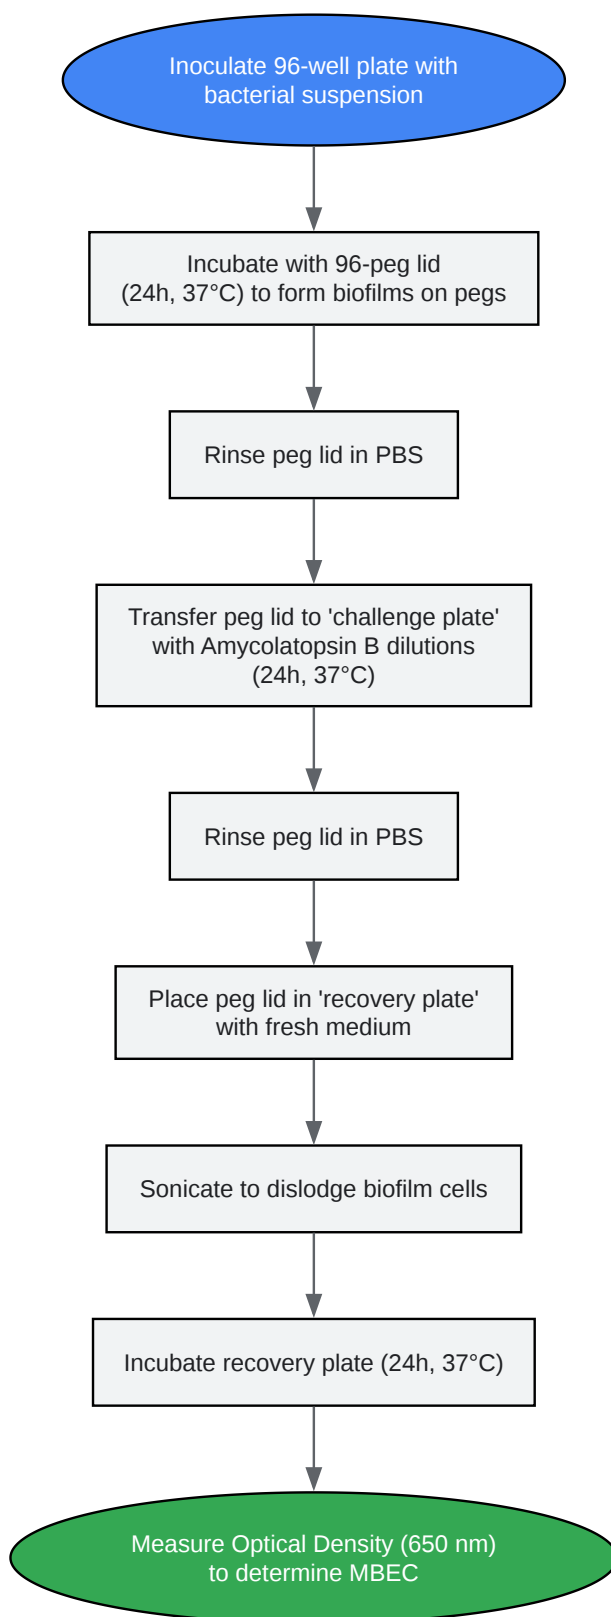 Inoculate 96-well plate with
bacterial suspension
Incubate with 96-peg lid
(24h, 37°C) to form biofilms on pegs
Rinse peg lid in PBS
Transfer peg lid to 'challenge plate'
with Amycolatopsin B dilutions
(24h, 37°C)
Rinse peg lid in PBS
Place peg lid in 'recovery plate'
with fresh medium
Sonicate to dislodge biofilm cells
Incubate recovery plate (24h, 37°C)
Measure Optical Density (650 nm)
to determine MBEC